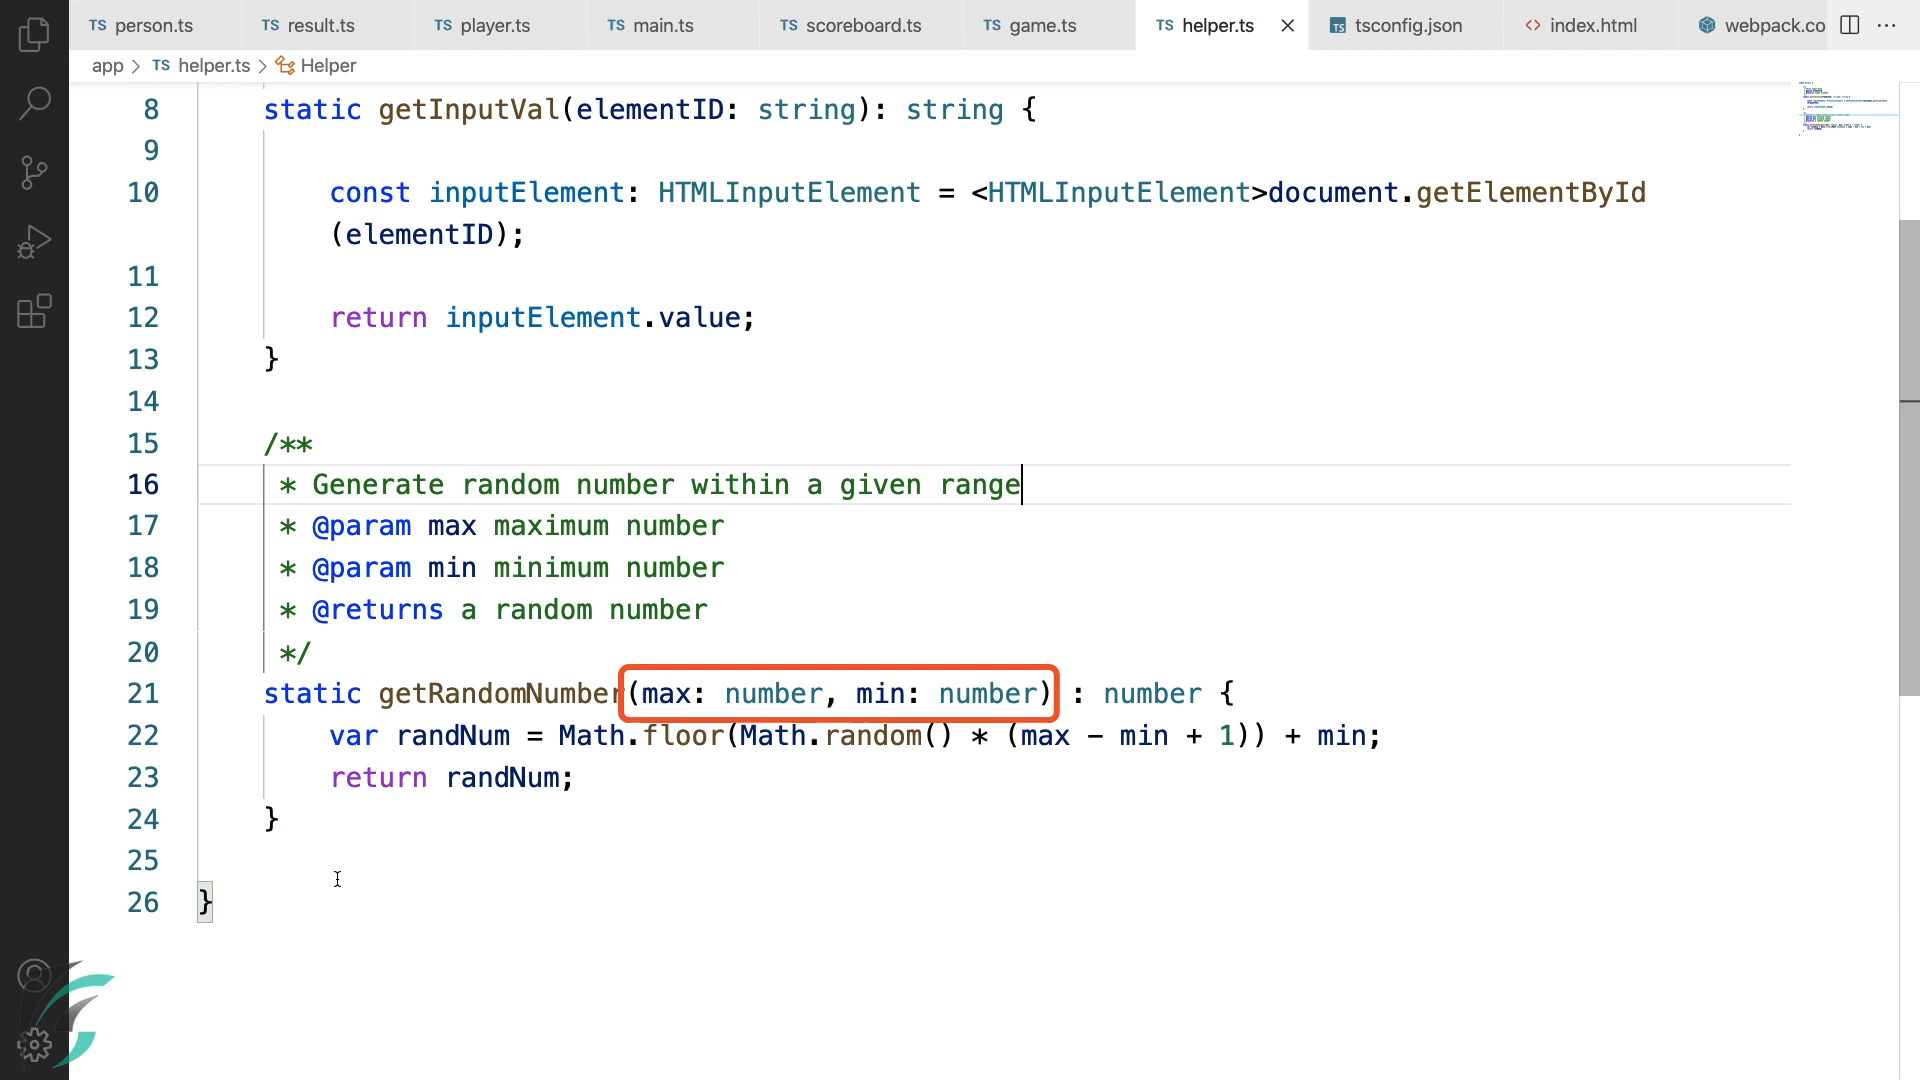 TS person.ts TS result.ts TS player.ts TS main.ts TS scoreboard.ts TS game.ts TS helper.ts TS tsconfig.json <> index.html webpack.co
app > TS helper.ts > Helper
8 static getInputVal(elementID: string): string {
9
10 const inputElement: HTMLInputElement = <HTMLInputElement>document.getElementById
(elementID);
11
12 return inputElement.value;
13 }
14
15 /**
16 * Generate random number within a given range
17 * @param max maximum number
18 * @param min minimum number
19 * @returns a random number
20 */
21 static getRandomNumber(max: number, min: number) : number {
22 var randNum = Math.floor(Math.random() * (max - min + 1)) + min;
23 return randNum;
24 }
25
26 }